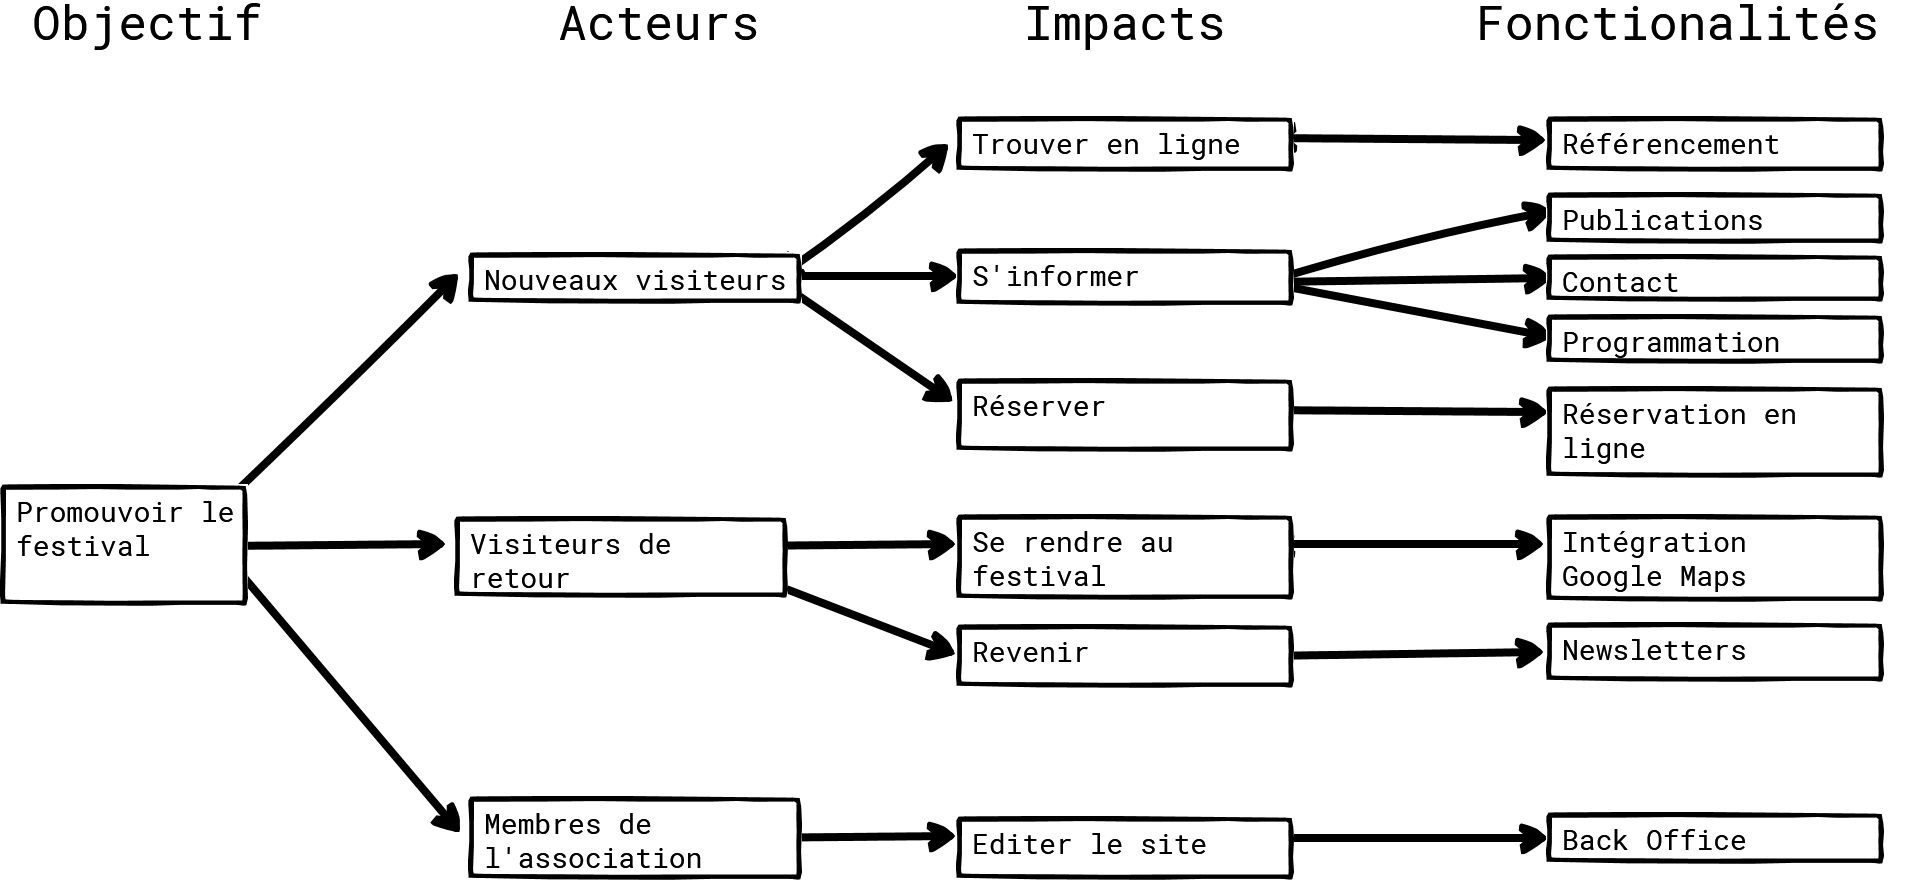 Objectif
Acteurs
Impacts
Fonctionalités
Promouvoir le
festival
Nouveaux visiteurs
Trouver en ligne
Référencement
S'informer
Publications
Contact
Programmation
Réserver
Réservation en
ligne
Visiteurs de
retour
Se rendre au
festival
Intégration
Google Maps
Revenir
Newsletters
Membres de
l'association
Editer le site
Back Office